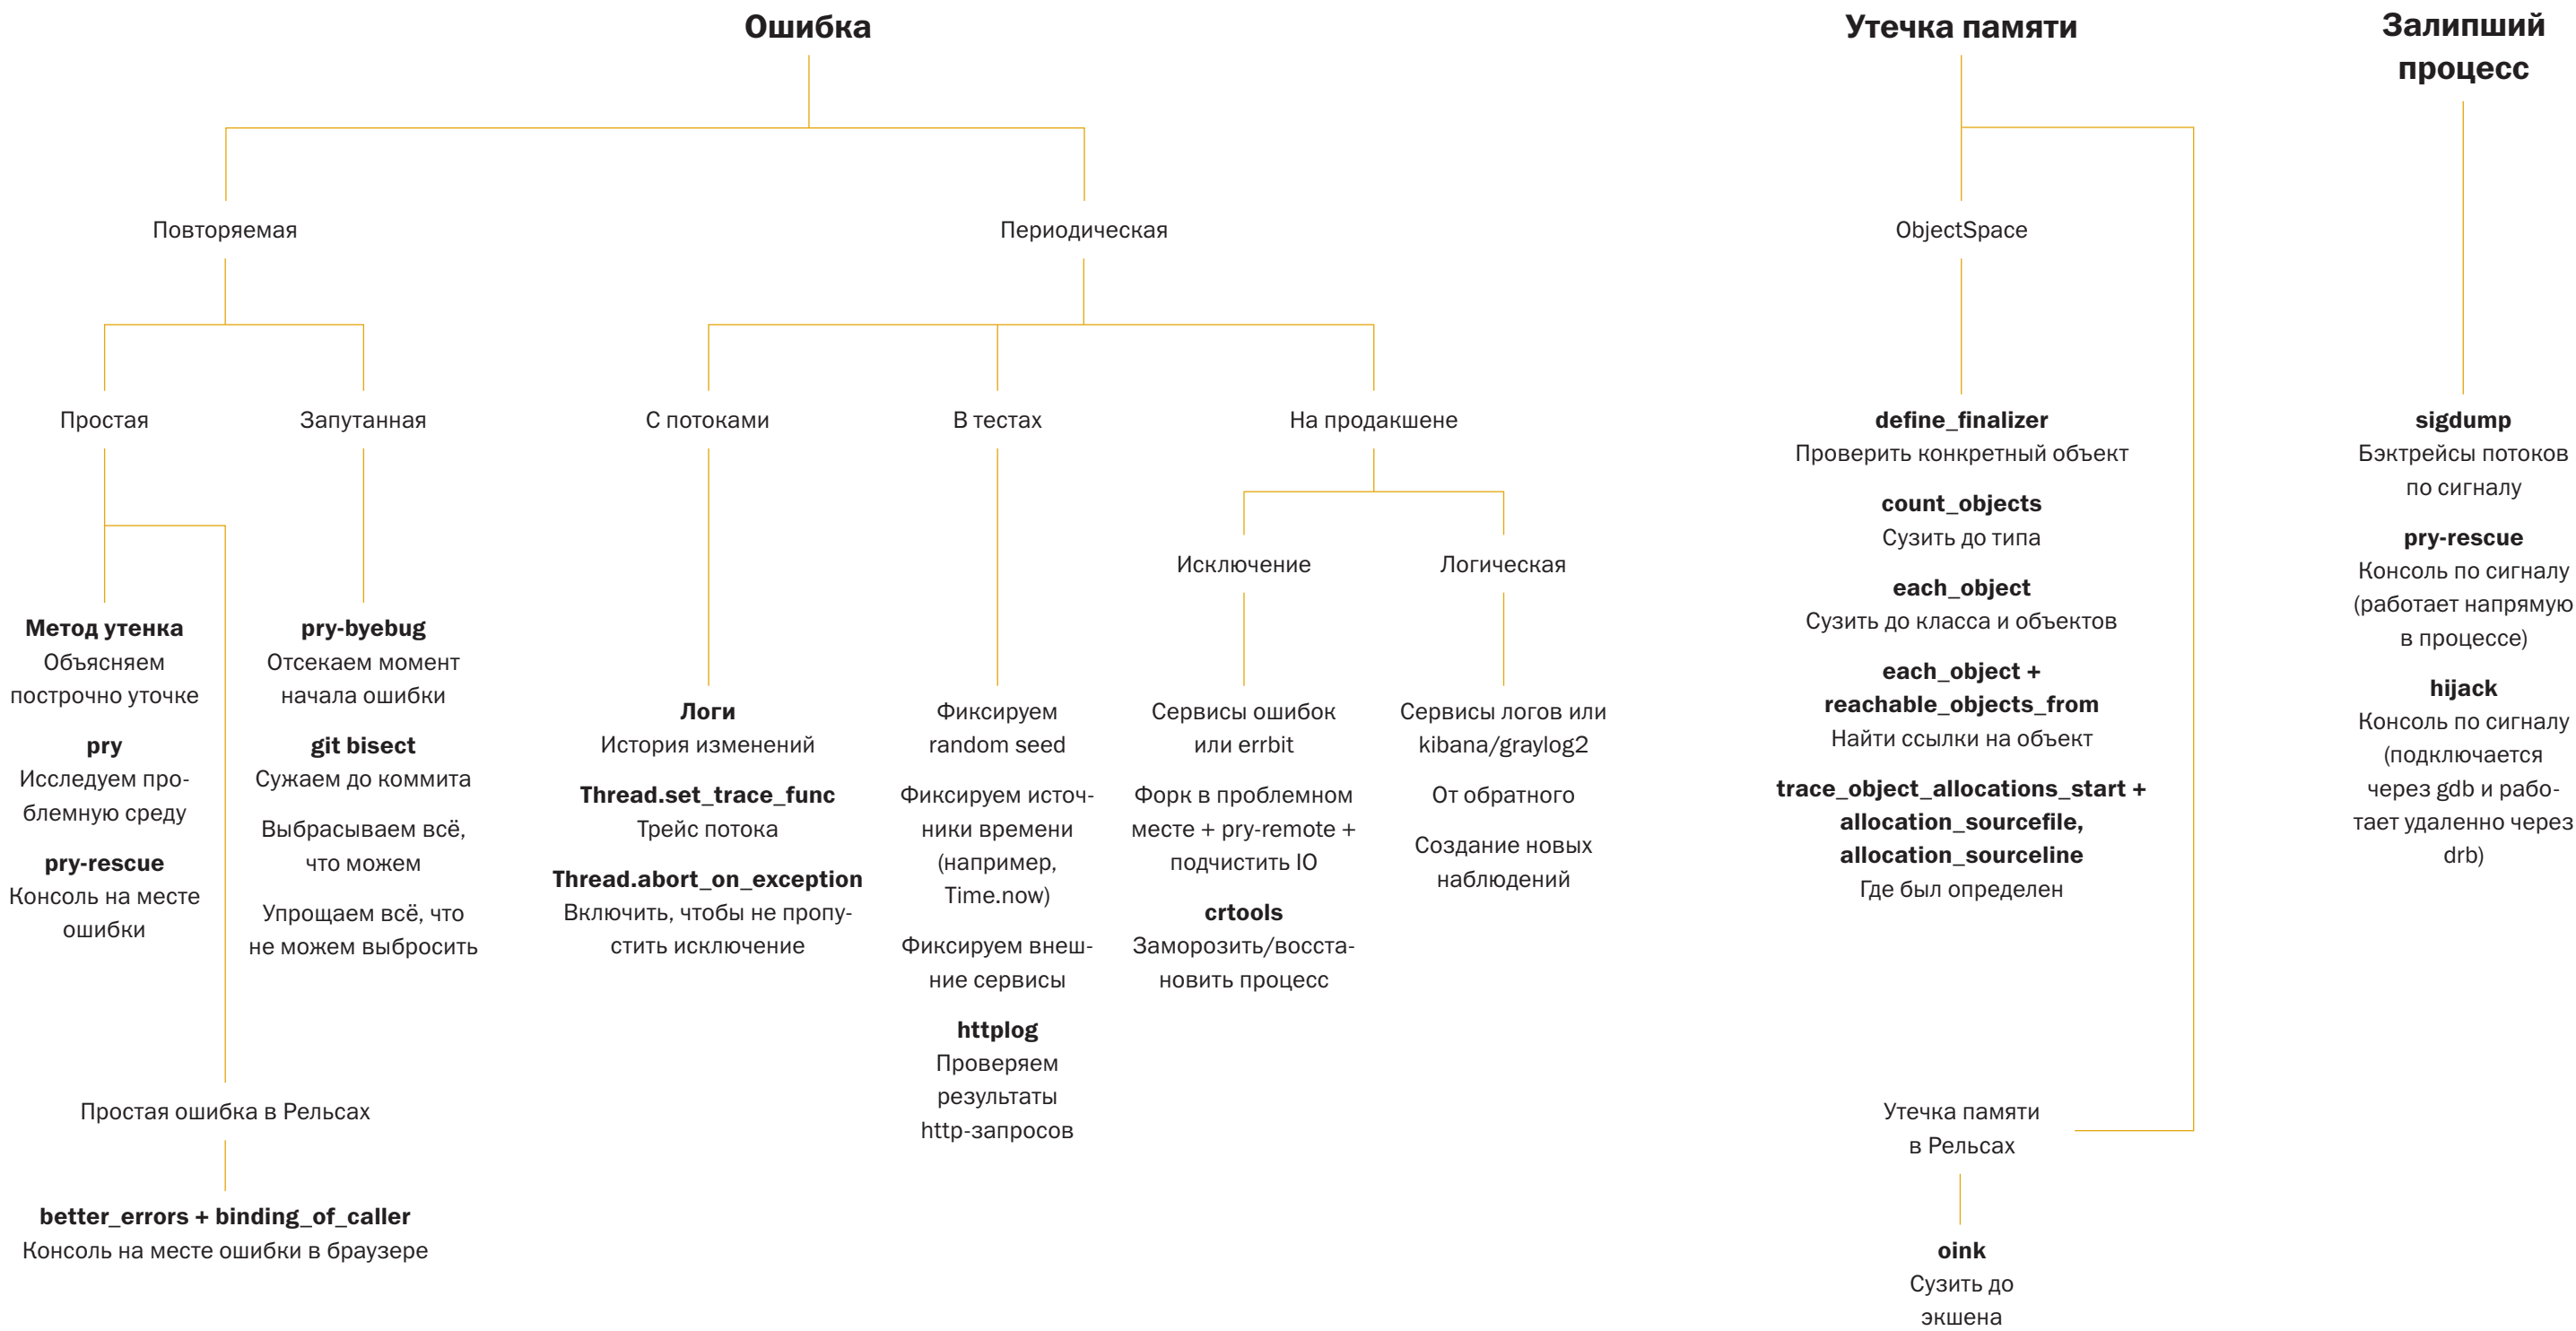 Ошибка
Повторяемая
Простая
Метод утенка
Объясняем
построчно уточке
pry
Исследуем про-
блемную среду
pry-rescue
Консоль на месте
ошибки
Простая ошибка в Рельсах
better_errors + binding_of_caller
Консоль на месте ошибки в браузере
Запутанная
pry-byebug
Отсекаем момент
начала ошибки
git bisect
Сужаем до коммита
Выбрасываем всё,
что можем
Упрощаем всё, что
не можем выбросить
Периодическая
С потоками
Логи
История изменений
Thread.set_trace_func
Трейс потока
Thread.abort_on_exception
Включить, чтобы не пропу-
стить исключение
В тестах
Фиксируем
random seed
Фиксируем источ-
ники времени
(например,
Time.now)
Фиксируем внеш-
ние сервисы
httplog
Проверяем
результаты
http-запросов
На продакшене
Исключение
Сервисы ошибок
или errbit
Форк в проблемном
месте + pry-remote +
подчистить IO
crtools
Заморозить/восста-
новить процесс
Логическая
Сервисы логов или
kibana/graylog2
От обратного
Создание новых
наблюдений
Утечка памяти
ObjectSpace
define_finalizer
Проверить конкретный объект
count_objects
Сузить до типа
each_object
Сузить до класса и объектов
each_object +
reachable_objects_from
Найти ссылки на объект
trace_object_allocations_start +
allocation_sourcefile,
allocation_sourceline
Где был определен
Утечка памяти
в Рельсах
oink
Сузить до
экшена
Залипший
процесс
sigdump
Бэктрейсы потоков
по сигналу
pry-rescue
Консоль по сигналу
(работает напрямую
в процессе)
hijack
Консоль по сигналу
(подключается
через gdb и рабо-
тает удаленно через
drb)